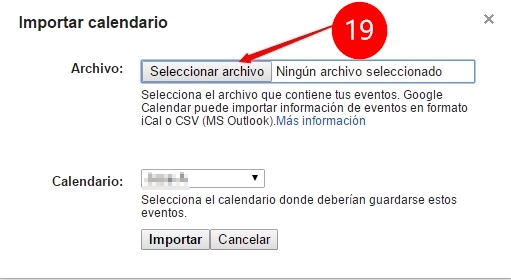 Importar calendario
×
19
Archivo: Seleccionar archivo Ningún archivo seleccionado
Selecciona el archivo que contiene tus eventos. Google
Calendar puede importar información de eventos en formato
iCal o CSV (MS Outlook).Más información
Calendario:
Selecciona el calendario donde deberían guardarse estos
eventos.
Importar Cancelar